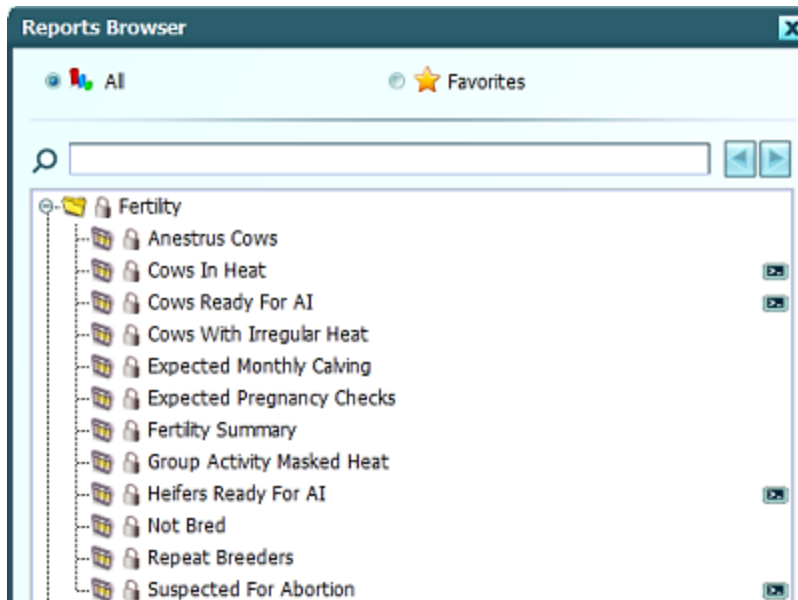 Reports Browser
All
Favorites
Fertility
Anestrus Cows
Cows In Heat
Cows Ready For AI
Cows With Irregular Heat
Expected Monthly Calving
Expected Pregnancy Checks
Fertility Summary
Group Activity Masked Heat
Heifers Ready For AI
Not Bred
Repeat Breeders
Suspected For Abortion